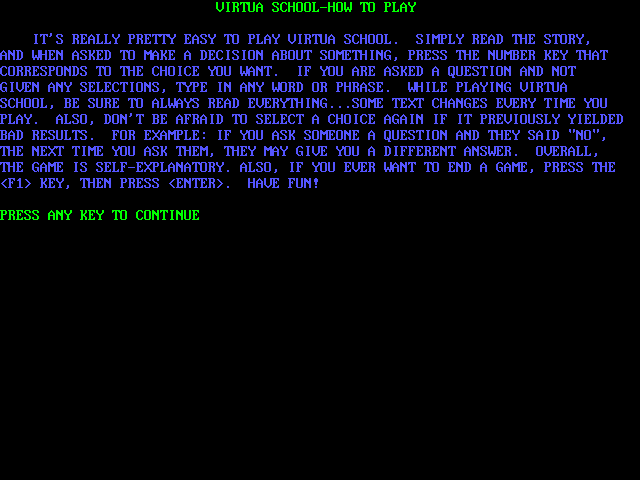 VIRTUA SCHOOL-HOW TO PLAY
IT'S REALLY PRETTY EASY TO PLAY VIRTUA SCHOOL.  SIMPLY READ THE STORY,
AND WHEN ASKED TO MAKE A DECISION ABOUT SOMETHING, PRESS THE NUMBER KEY THAT
CORRESPONDS TO THE CHOICE YOU WANT.  IF YOU ARE ASKED A QUESTION AND NOT
GIVEN ANY SELECTIONS, TYPE IN ANY WORD OR PHRASE.  WHILE PLAYING VIRTUA
SCHOOL, BE SURE TO ALWAYS READ EVERYTHING...SOME TEXT CHANGES EVERY TIME YOU
PLAY.  ALSO, DON'T BE AFRAID TO SELECT A CHOICE AGAIN IF IT PREVIOUSLY YIELDED
BAD RESULTS.  FOR EXAMPLE: IF YOU ASK SOMEONE A QUESTION AND THEY SAID "NO",
THE NEXT TIME YOU ASK THEM, THEY MAY GIVE YOU A DIFFERENT ANSWER.  OVERALL,
THE GAME IS SELF-EXPLANATORY. ALSO, IF YOU EVER WANT TO END A GAME, PRESS THE
<F1> KEY, THEN PRESS <ENTER>.  HAVE FUN!
PRESS ANY KEY TO CONTINUE